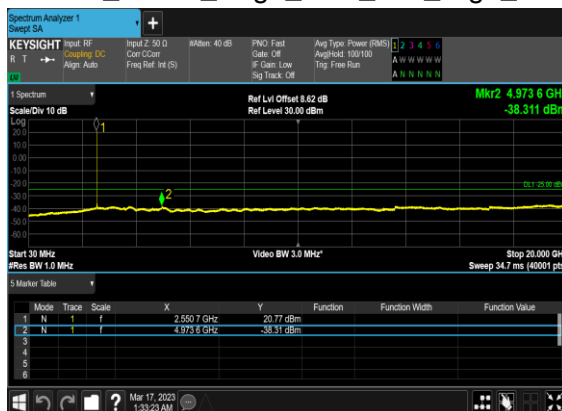 Spectrum Analyzer 1
Swept SA
+
KEYSIGHT Input: RF Input Z: 50 Ω #Atten: 40 dB PNO: Fast Avg Type: Power (RMS) 1 2 3 4 5 6
R T Coupling: DC Corr CCorr Gate: Off Avg|Hold: 100/100 A W W W W W
Align: Auto Freq Ref: Int (S) IF Gain: Low Trig: Free Run
Sig Track: Off A N N N N N
1 Spectrum Ref Lvl Offset 8.62 dB Mkr2 4.973 6 GH
Scale/Div 10 dB Ref Level 30.00 dBm -38.311 dBm
Log
20.0
10.0
0.00
-10.0
-20.0
-30.0
-40.0
-50.0
-60.0
1
2
DL1 -25.00 dB
Start 30 MHz Video BW 3.0 MHz* Stop 20.000 GH
#Res BW 1.0 MHz Sweep 34.7 ms (40001 pts
5 Marker Table
Mode Trace Scale X Y Function Function Width Function Value
1 N 1 f 2.550 7 GHz 20.77 dBm
2 N 1 f 4.973 6 GHz -38.31 dBm
3
4
5
6
? Mar 17, 2023
1:33:23 AM